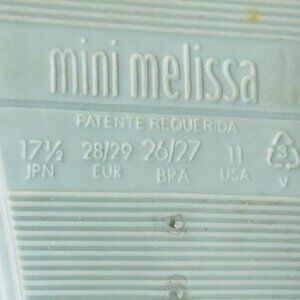 mini melissa
PATENTE REQUERIDA
17½ 28/29 26/27 11 3
JPN EUR BRA USA V